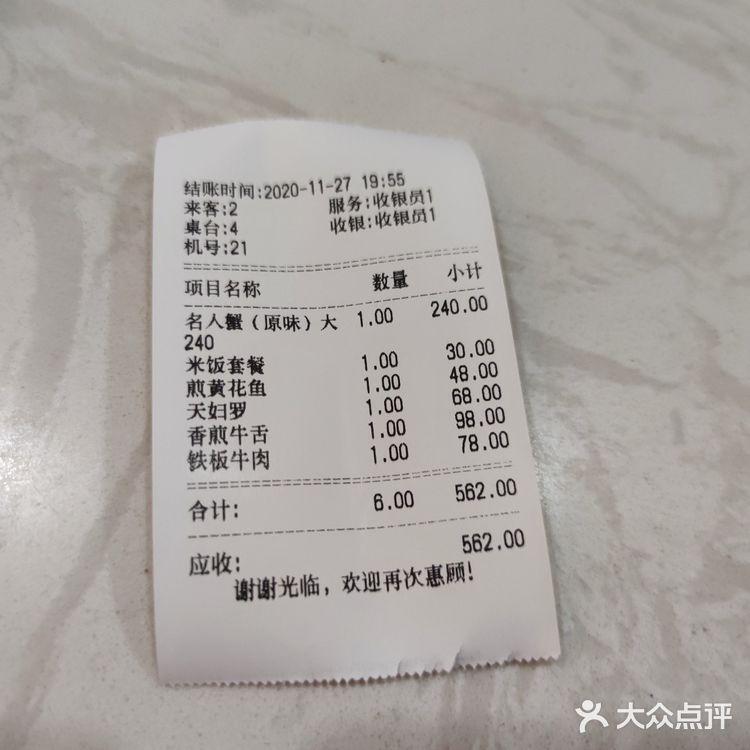 结账时间:2020-11-27 19:55
来客:2 服务:收银员1
桌台:4 收银:收银员1
机号:21
项目名称 数量 小计
名人蟹（原味）大 1.00 240.00
240
米饭套餐 1.00 30.00
煎黄花鱼 1.00 48.00
天妇罗 1.00 68.00
香煎牛舌 1.00 98.00
铁板牛肉 1.00 78.00
合计: 6.00 562.00
应收: 562.00
谢谢光临，欢迎再次惠顾!
大众点评